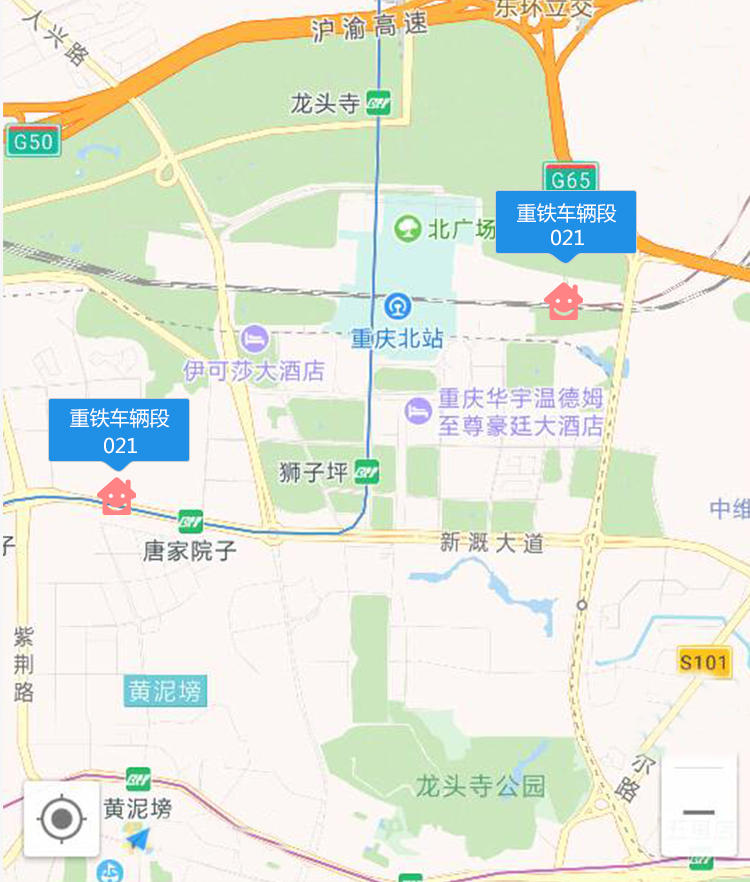 东环立交
沪渝高速
人兴路
龙头寺
G50
G65
重铁车辆段
021
北广场
重庆北站
伊可莎大酒店
重庆华宇温德姆
至尊豪廷大酒店
重铁车辆段
021
狮子坪
中维
唐家院子
新溉大道
子
紫荆路
S101
黄泥塝
龙头寺公园
尔路
黄泥塝